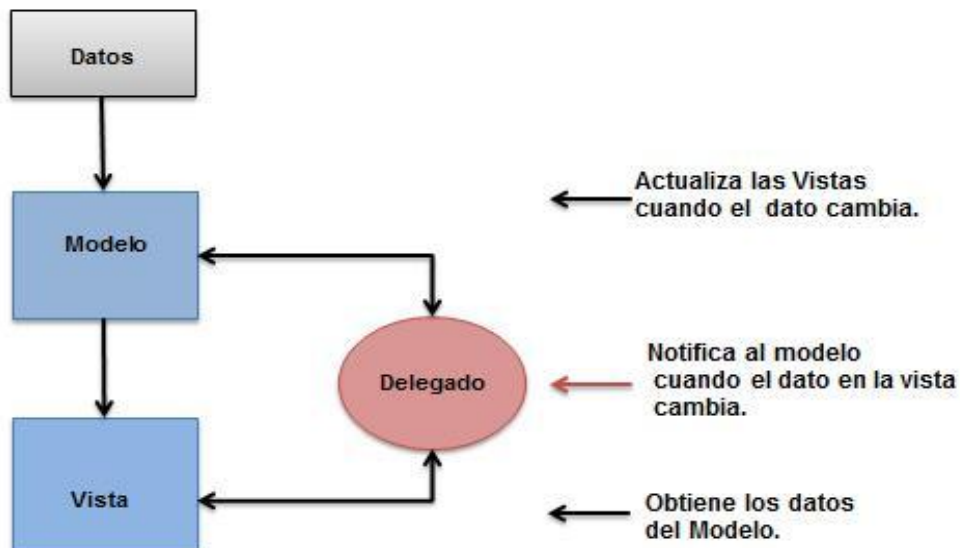 Datos
Actualiza las Vistas
cuando el dato cambia.
Modelo
Notifica al modelo
cuando el dato en la vista
cambia.
Delegado
Vista
Obtiene los datos
del Modelo.